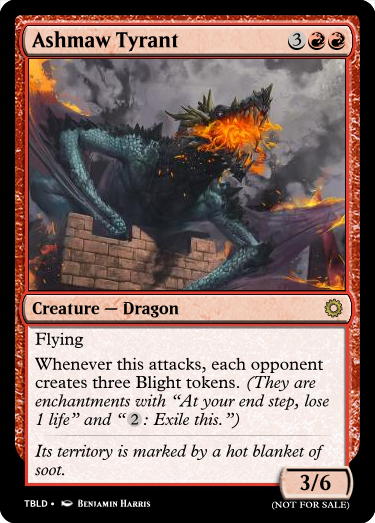 Ashmaw Tyrant 3
Creature — Dragon
Flying
Whenever this attacks, each opponent
creates three Blight tokens. (They are
enchantments with “At your end step, lose
1 life” and “2: Exile this.”)
Its territory is marked by a hot blanket of
soot.
3/6
TBLD • Benjamin Harris
(NOT FOR SALE)